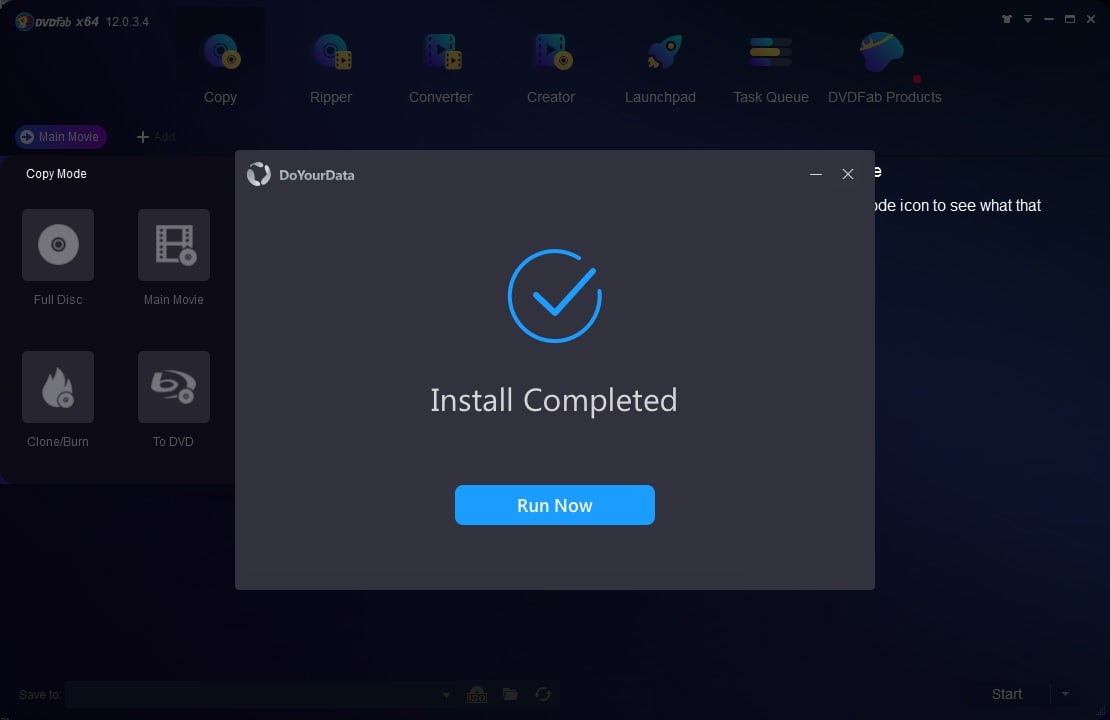 DVDFab x64 12.0.3.4
Copy
Ripper
Converter
Creator
Launchpad
Task Queue
DVDFab Products
Main Movie
Add
Copy Mode
Full Disc
Main Movie
Clone/Burn
To DVD
DoYourData
ode icon to see what that
Install Completed
Run Now
Save to:
ISO
Start